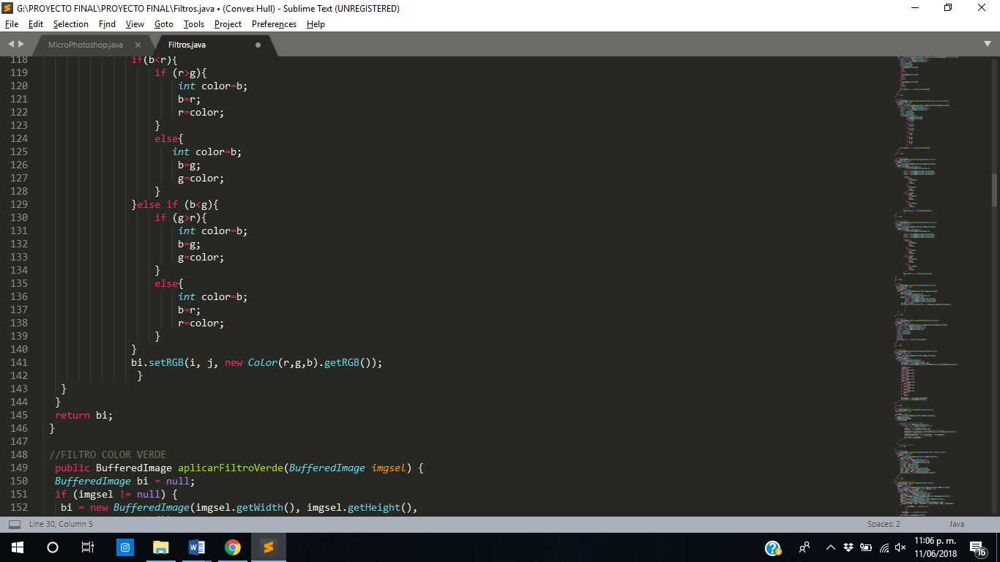 G:\PROYECTO FINAL\PROYECTO FINAL\Filtros.java • (Convex Hull) - Sublime Text (UNREGISTERED)
File Edit Selection Find View Goto Tools Project Preferences Help
MicroPhotoshop.java × Filtros.java
118 if(b<r){
119 if (r>g){
120 int color=b;
121 b=r;
122 r=color;
123 }
124 else{
125 int color=b;
126 b=g;
127 g=color;
128 }
129 }else if (b<g){
130 if (g>r){
131 int color=b;
132 b=g;
133 g=color;
134 }
135 else{
136 int color=b;
137 b=r;
138 r=color;
139 }
140 }
141 bi.setRGB(i, j, new Color(r,g,b).getRGB());
142 }
143 }
144 }
145 return bi;
146 }
147
148 //FILTRO COLOR VERDE
149 public BufferedImage aplicarFiltroVerde(BufferedImage imgsel) {
150 BufferedImage bi = null;
151 if (imgsel != null) {
152 bi = new BufferedImage(imgsel.getWidth(), imgsel.getHeight(),
Line 30, Column 5 Spaces: 2 Java
11:06 p. m.
11/06/2018
16